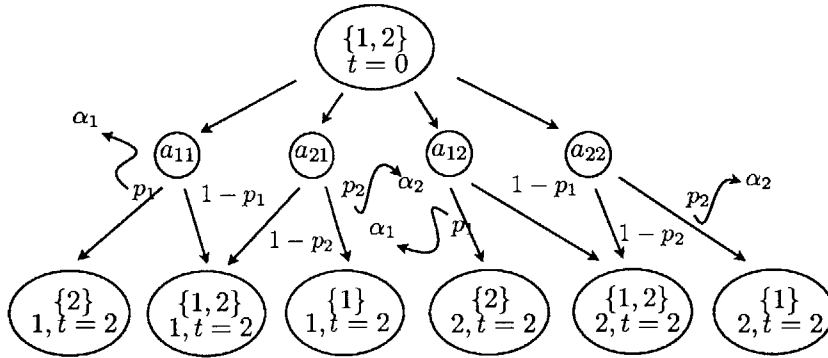 {1, 2}
t = 0
α₁
a₁₁
a₂₁
a₁₂
a₂₂
p₁
1 − p₁
p₂
α₂
1 − p₁
p₂
α₂
α₁
p₁
1 − p₂
1 − p₂
{2}
1, t = 2
{1, 2}
1, t = 2
{1}
1, t = 2
{2}
2, t = 2
{1, 2}
2, t = 2
{1}
2, t = 2